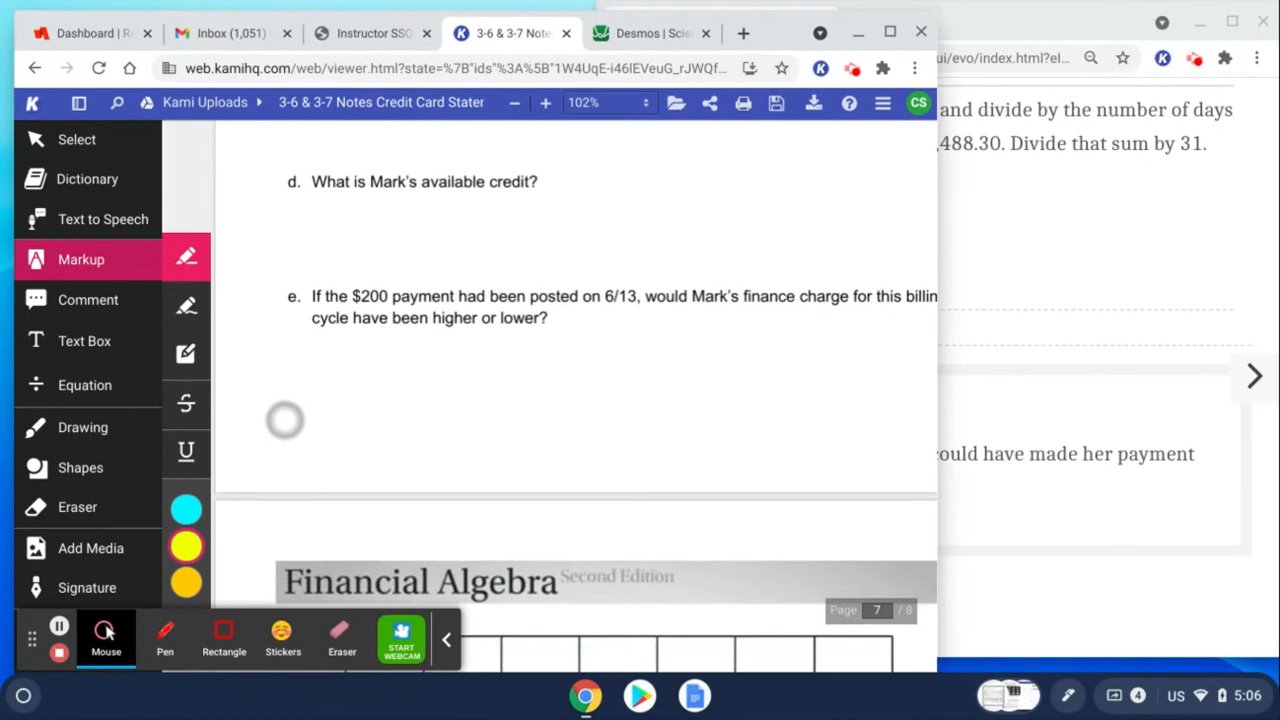 Dashboard | R
Inbox (1,051)
Instructor SSO
3-6 & 3-7 Note
Desmos | Scie
web.kamihq.com/web/viewer.html?state=%7B"ids"%3A%5B"1W4UqE-i46lEVeuG_rJWQf...
ui/evo/index.html?el...
Kami Uploads
3-6 & 3-7 Notes Credit Card Stater
102%
CS
Select
Dictionary
Text to Speech
Markup
Comment
Text Box
Equation
Drawing
Shapes
Eraser
Add Media
Signature
and divide by the number of days
,488.30. Divide that sum by 31.
d. What is Mark's available credit?
e. If the $200 payment had been posted on 6/13, would Mark's finance charge for this billin
cycle have been higher or lower?
could have made her payment
Financial Algebra Second Edition
Page 7 / 8
Mouse
Pen
Rectangle
Stickers
Eraser
START
WEBCAM
4
US
5:06